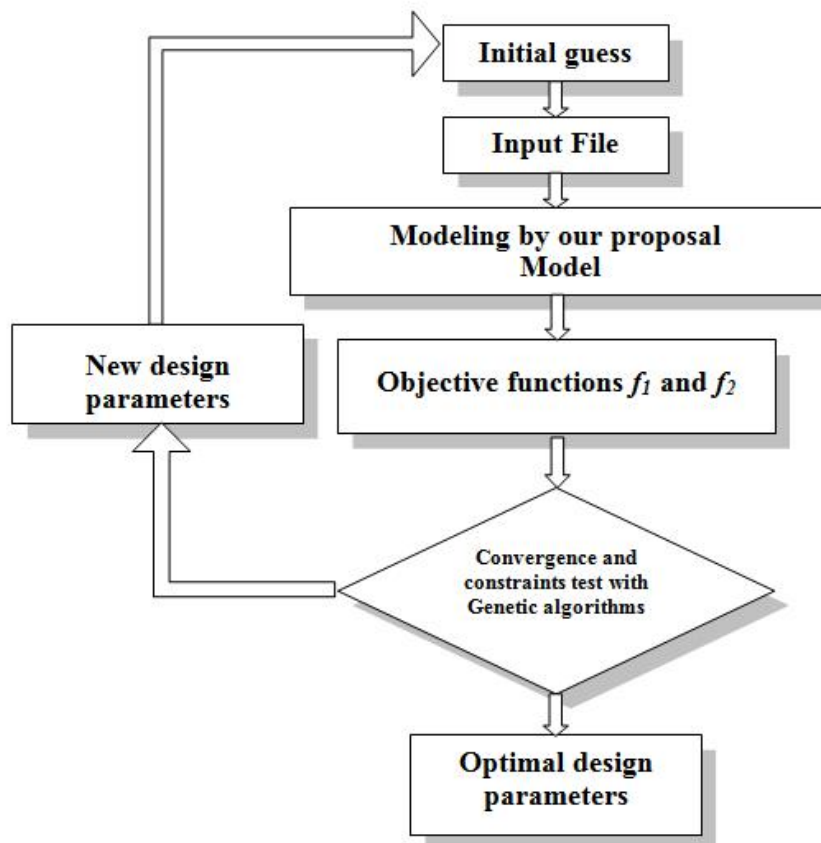 Initial guess
Input File
Modeling by our proposal
Model
New design
parameters
Objective functions f1 and f2
Convergence and
constraints test with
Genetic algorithms
Optimal design
parameters